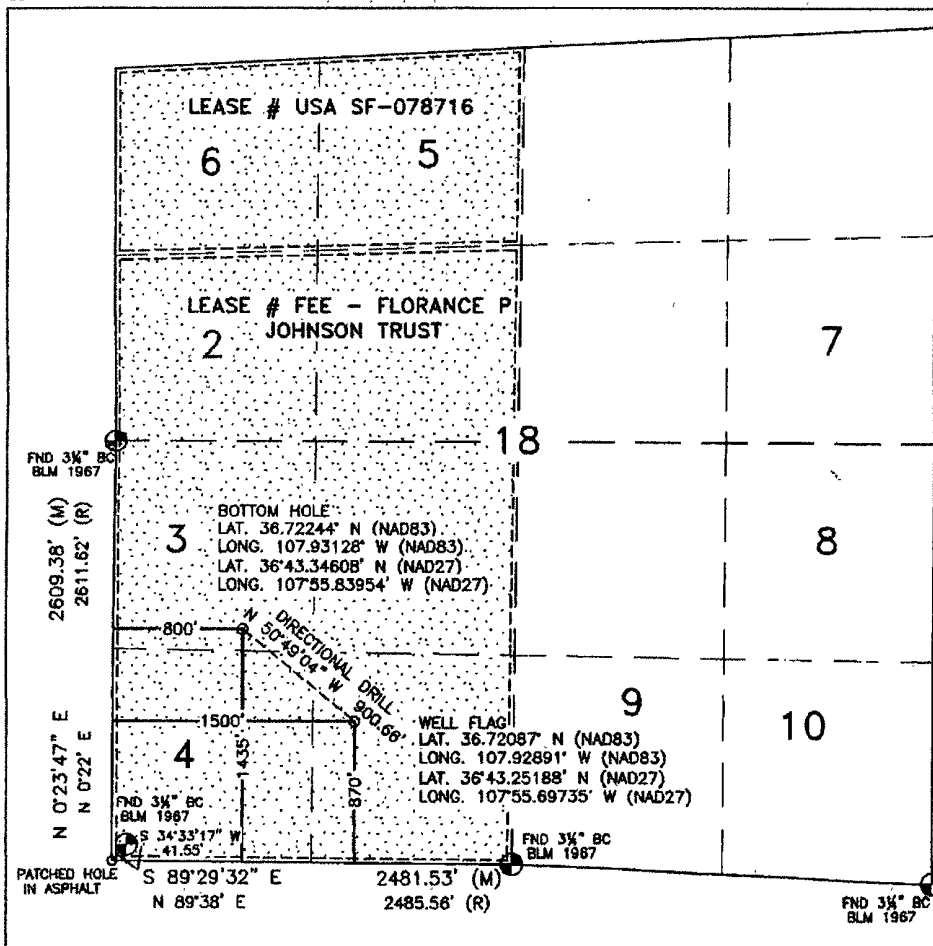 LEASE # USA SF-078716
6
5
LEASE # FEE - FLORANCE P
JOHNSON TRUST
2
7
18
FND 3¼" BC
BLM 1967
2609.38' (M)
2611.62' (R)
N 0°23'47" E
N 0°22' E
3
BOTTOM HOLE
LAT. 36.72244° N (NAD83)
LONG. 107.93128° W (NAD83)
LAT. 36°43.34608' N (NAD27)
LONG. 107°55.83954' W (NAD27)
8
800'
DIRECTIONAL DRILL
N 50°49'04" W 900.66'
1500'
1435'
870'
9
10
WELL FLAG
LAT. 36.72087° N (NAD83)
LONG. 107.92891° W (NAD83)
LAT. 36°43.25188' N (NAD27)
LONG. 107°55.69735' W (NAD27)
4
FND 3¼" BC
BLM 1967
S 34°33'17" W
41.55'
PATCHED HOLE
IN ASPHALT
S 89°29'32" E 2481.53' (M)
N 89°38' E 2485.56' (R)
FND 3¼" BC
BLM 1967
FND 3¼" BC
BLM 1967